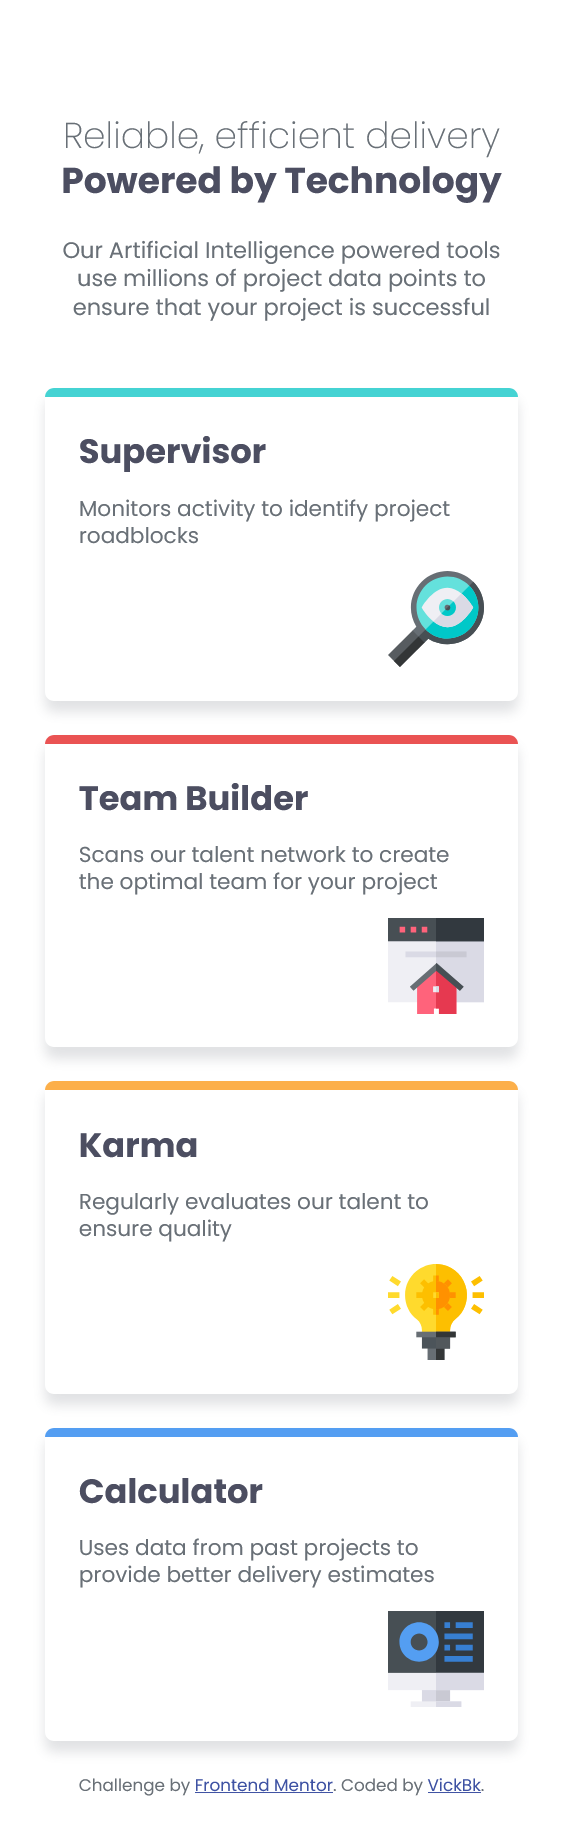 Reliable, efficient delivery
Powered by Technology
Our Artificial Intelligence powered tools
use millions of project data points to
ensure that your project is successful
Supervisor
Monitors activity to identify project
roadblocks
Team Builder
Scans our talent network to create
the optimal team for your project
Karma
Regularly evaluates our talent to
ensure quality
Calculator
Uses data from past projects to
provide better delivery estimates
Challenge by Frontend Mentor. Coded by VickBk.